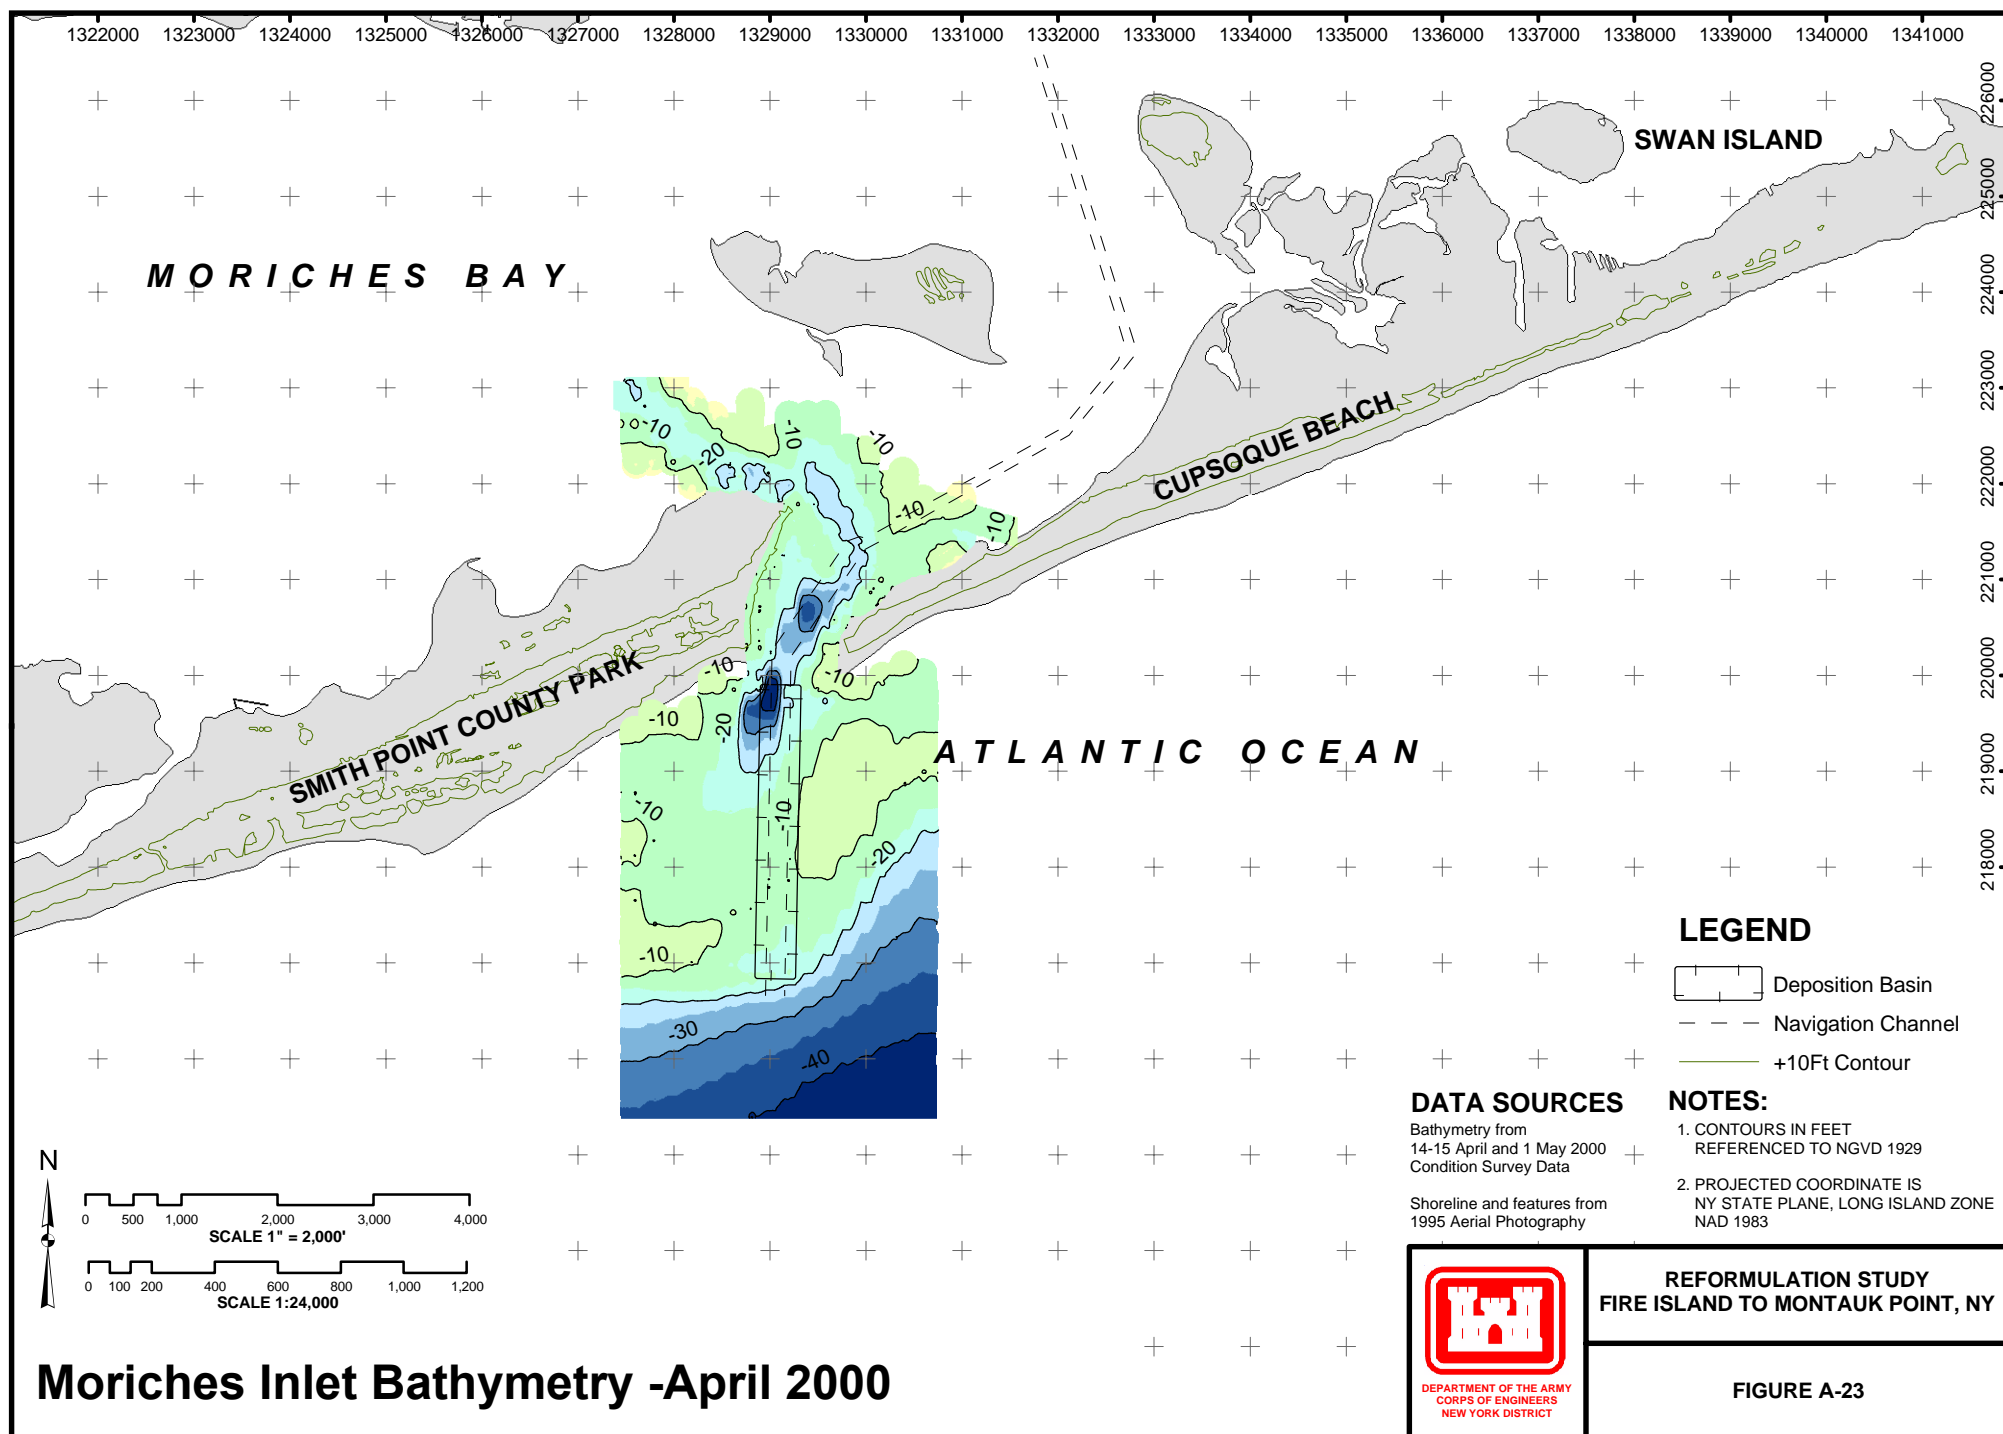 1322000 1323000 1324000 1325000 1326000 1327000 1328000 1329000 1330000 1331000 1332000 1333000 1334000 1335000 1336000 1337000 1338000 1339000 1340000 1341000
226000
SWAN ISLAND
225000
MORICHES BAY
224000
223000
CUPSOQUE BEACH
-10
-10
-10
-20
222000
-10
-10
221000
SMITH POINT COUNTY PARK
220000
-10
-10
-10
-20
ATLANTIC OCEAN
219000
-10
-10
-20
218000
-10
-30
-40
LEGEND
Deposition Basin
Navigation Channel
+10Ft Contour
DATA SOURCES
Bathymetry from
14-15 April and 1 May 2000
Condition Survey Data
Shoreline and features from
1995 Aerial Photography
NOTES:
1. CONTOURS IN FEET
REFERENCED TO NGVD 1929
2. PROJECTED COORDINATE IS
NY STATE PLANE, LONG ISLAND ZONE
NAD 1983
N
0 500 1,000 2,000 3,000 4,000
SCALE 1" = 2,000'
0 100 200 400 600 800 1,000 1,200
SCALE 1:24,000
Moriches Inlet Bathymetry -April 2000
DEPARTMENT OF THE ARMY
CORPS OF ENGINEERS
NEW YORK DISTRICT
REFORMULATION STUDY
FIRE ISLAND TO MONTAUK POINT, NY
FIGURE A-23